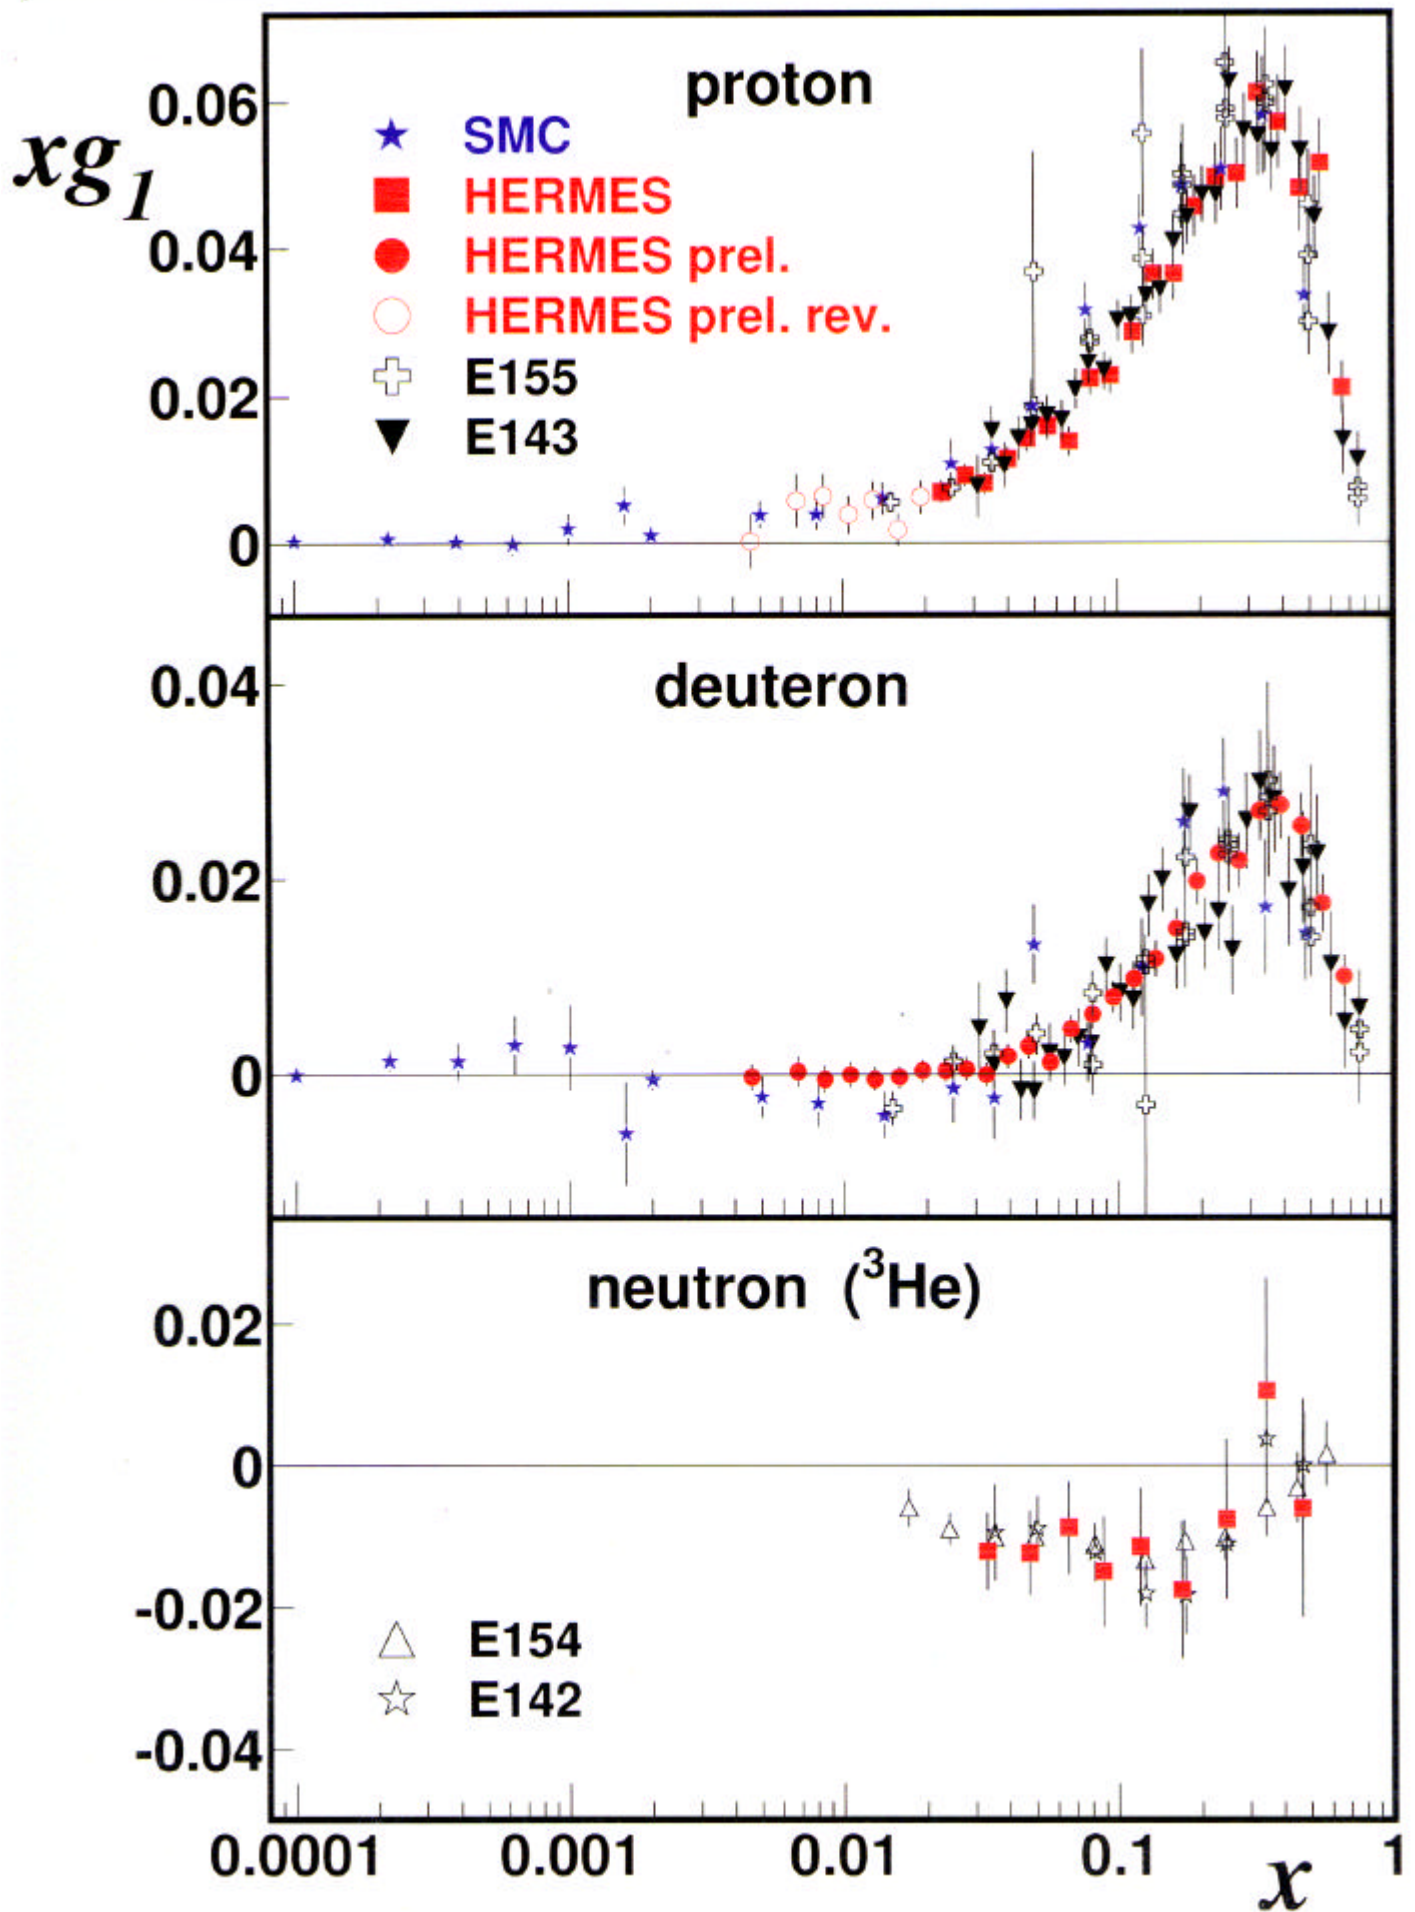 proton
0.06
xg1
SMC
HERMES
0.04
HERMES prel.
HERMES prel. rev.
E155
0.02
E143
0
deuteron
0.04
0.02
0
neutron (3He)
0.02
0
-0.02
E154
E142
-0.04
0.0001 0.001 0.01 0.1 x 1